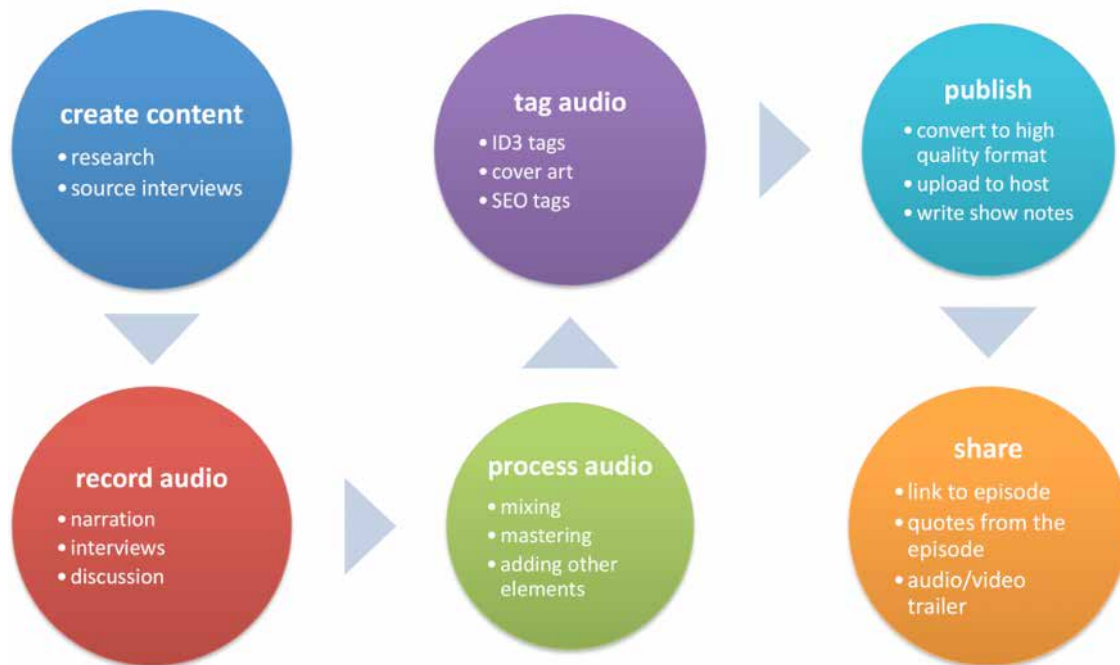 create content
• research
• source interviews
record audio
• narration
• interviews
• discussion
process audio
• mixing
• mastering
• adding other
elements
tag audio
• ID3 tags
• cover art
• SEO tags
publish
• convert to high
quality format
• upload to host
• write show notes
share
• link to episode
• quotes from the
episode
• audio/video
trailer